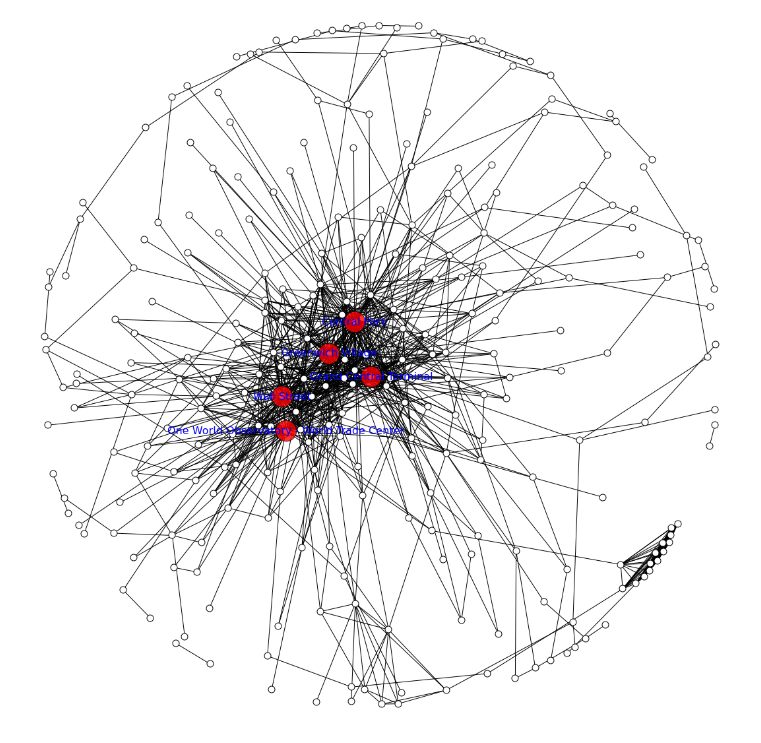 Central Park
Greenwich Village
Grand Central Terminal
Wall Street
One World Observatory World Trade Center